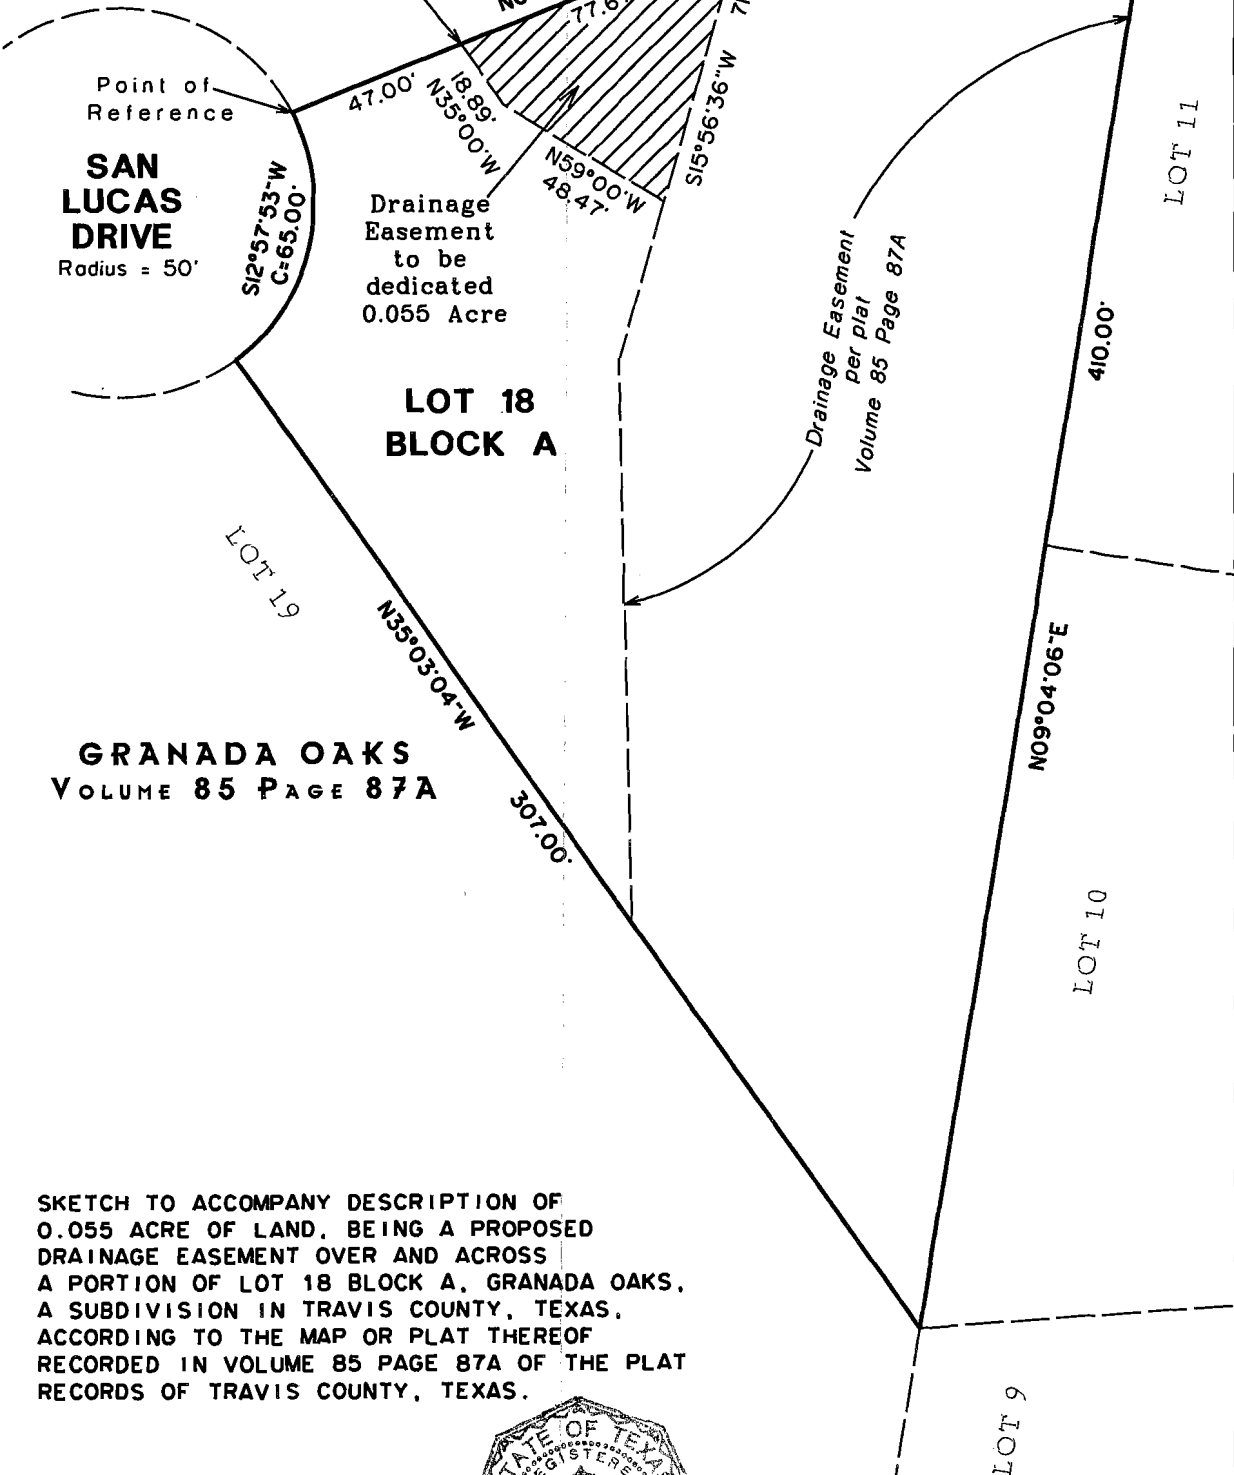 77.6
Point of
Reference
47.00'
18.89'
N35°00'W
S15°56'36"W
N59°00'W
48.47'
SAN
LUCAS
DRIVE
Radius = 50'
S12°57'53"W
C=65.00'
Drainage
Easement
to be
dedicated
0.055 Acre
LOT 11
Drainage Easement
per plat
Volume 85 Page 87A
410.00'
LOT 18
BLOCK A
LOT 19
N35°03'04"W
307.00'
N09°04'06"E
GRANADA OAKS
VOLUME 85 PAGE 87A
LOT 10
SKETCH TO ACCOMPANY DESCRIPTION OF
0.055 ACRE OF LAND, BEING A PROPOSED
DRAINAGE EASEMENT OVER AND ACROSS
A PORTION OF LOT 18 BLOCK A, GRANADA OAKS,
A SUBDIVISION IN TRAVIS COUNTY, TEXAS,
ACCORDING TO THE MAP OR PLAT THEREOF
RECORDED IN VOLUME 85 PAGE 87A OF THE PLAT
RECORDS OF TRAVIS COUNTY, TEXAS.
LOT 9
STATE OF TEXAS
REGISTERE